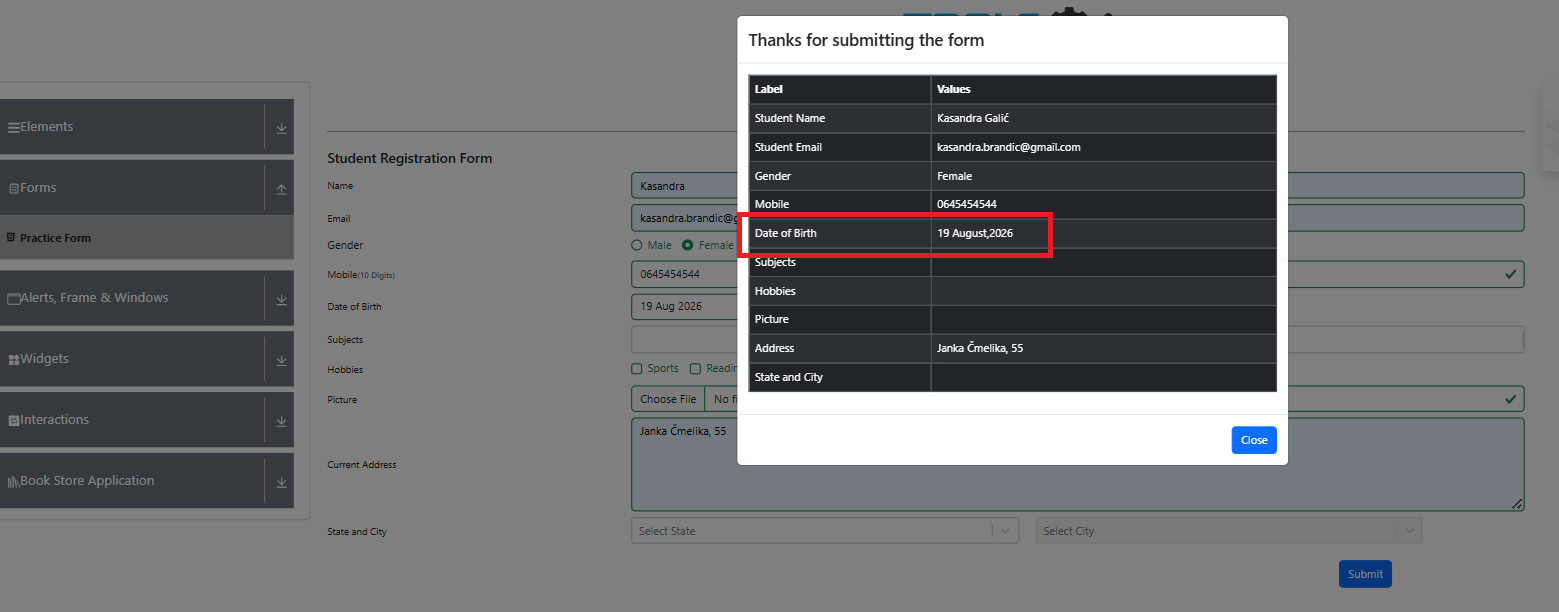 Thanks for submitting the form
Label Values
Student Name Kasandra Galić
Student Email kasandra.brandic@gmail.com
Gender Female
Mobile 0645454544
Date of Birth 19 August,2026
Subjects
Hobbies
Picture
Address Janka Čmelika, 55
State and City
Close
Elements
Forms
Practice Form
Alerts, Frame & Windows
Widgets
Interactions
Book Store Application
Student Registration Form
Name Kasandra
Email kasandra.brandic@g
Gender Male Female
Mobile(10 Digits) 0645454544
Date of Birth 19 Aug 2026
Subjects
Hobbies Sports Readin
Picture Choose File No fi
Current Address Janka Čmelika, 55
State and City Select State Select City
Submit